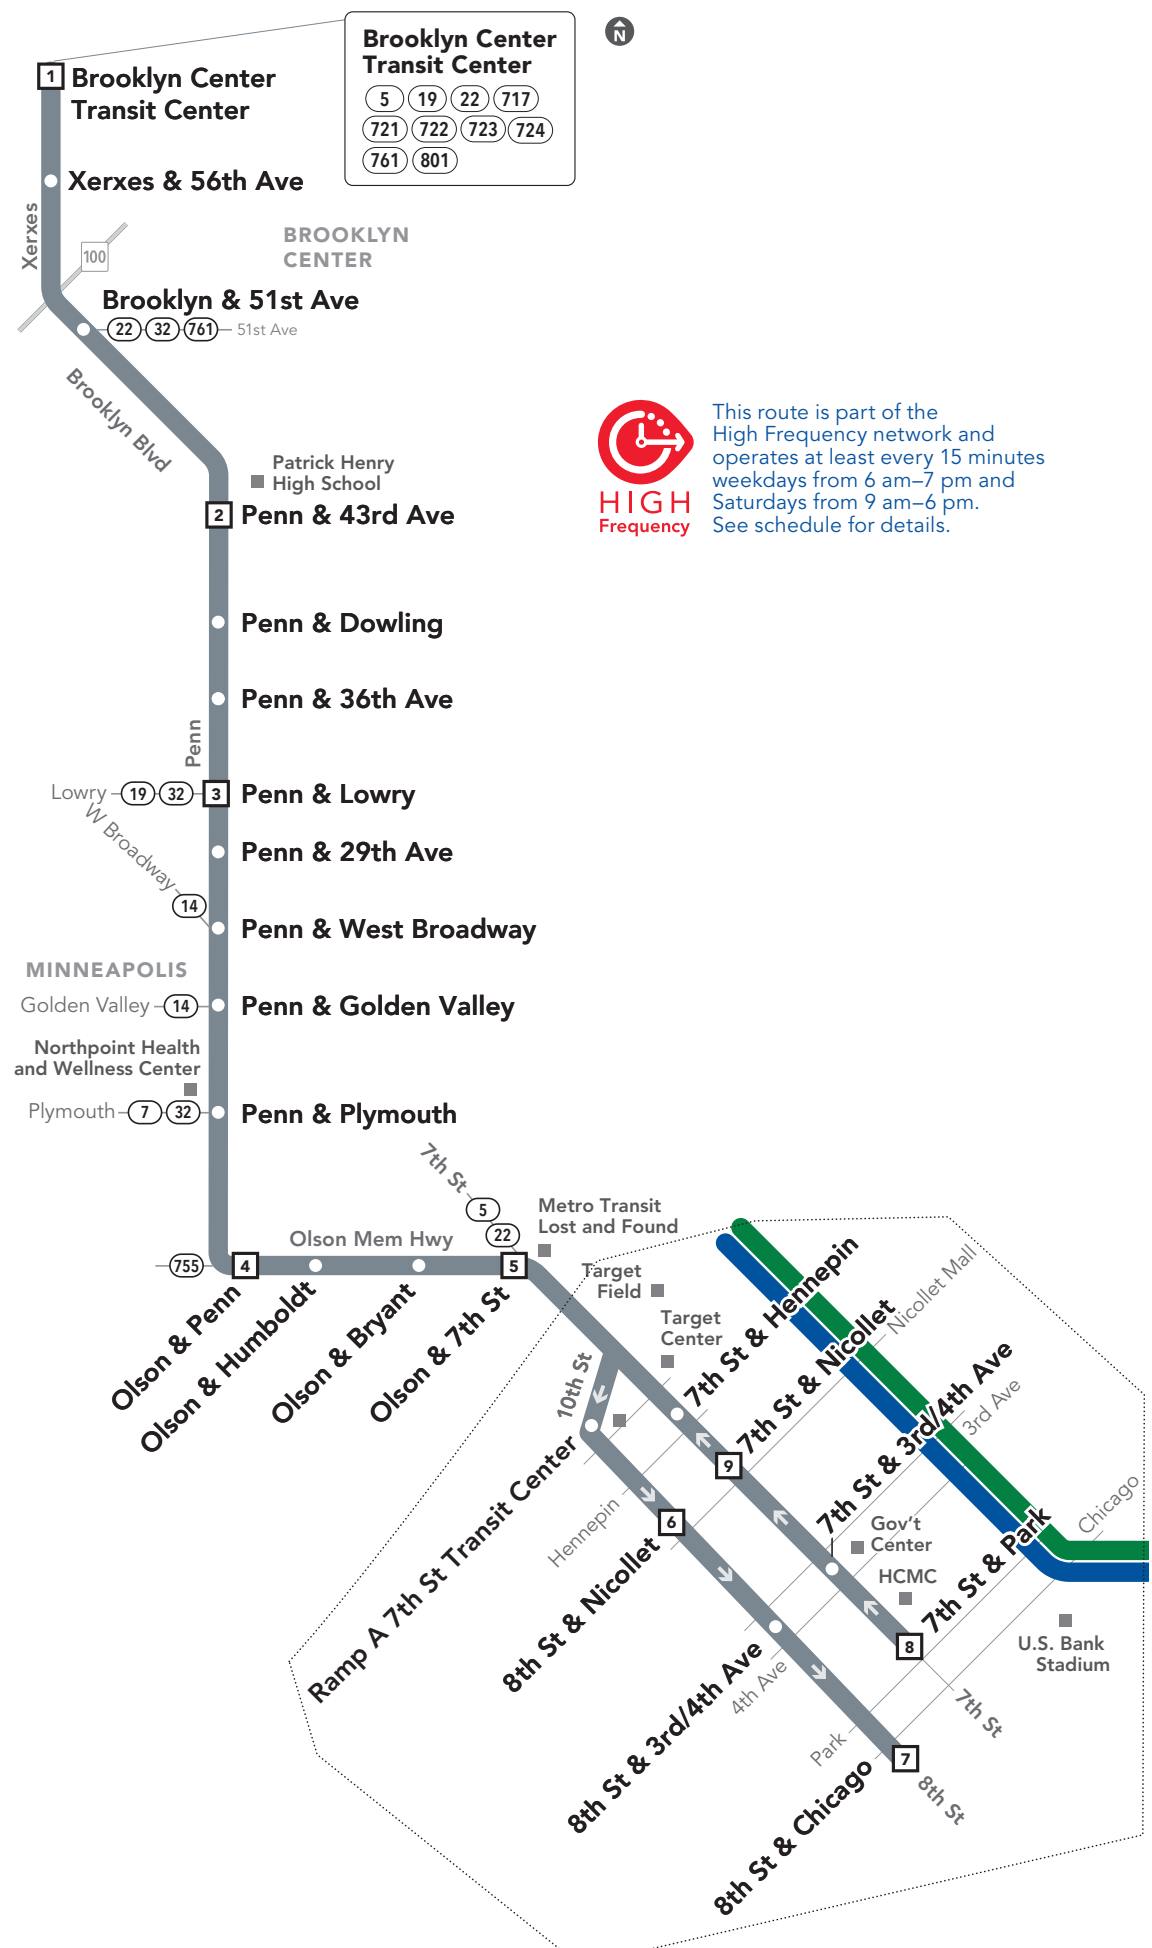 Brooklyn Center
Transit Center
5 19 22 717
721 722 723 724
761 801
N
1
Brooklyn Center
Transit Center
Xerxes & 56th Ave
Xerxes
100
BROOKLYN
CENTER
Brooklyn & 51st Ave
22 32 761 51st Ave
Brooklyn Blvd
HIGH
Frequency
This route is part of the
High Frequency network and
operates at least every 15 minutes
weekdays from 6 am–7 pm and
Saturdays from 9 am–6 pm.
See schedule for details.
Patrick Henry
High School
2 Penn & 43rd Ave
Penn & Dowling
Penn & 36th Ave
Penn
Lowry 19 32 3 Penn & Lowry
W Broadway
14
Penn & 29th Ave
Penn & West Broadway
MINNEAPOLIS
Golden Valley 14 Penn & Golden Valley
Northpoint Health
and Wellness Center
Plymouth 7 32 Penn & Plymouth
7th St
5
22
Metro Transit
Lost and Found
Olson Mem Hwy
755 4 5
Olson & Penn
Olson & Humboldt
Olson & Bryant
Olson & 7th St
Target
Field
Target
Center
10th St
7th St & Hennepin
7th St & Nicollet
Nicollet Mall
7th St & 3rd/4th Ave
3rd Ave
9
Ramp A 7th St Transit Center
Hennepin
6
8th St & Nicollet
Gov't
Center
HCMC
7th St & Park
Chicago
8
U.S. Bank
Stadium
8th St & 3rd/4th Ave
4th Ave
7th St
Park
7
8th St & Chicago
8th St